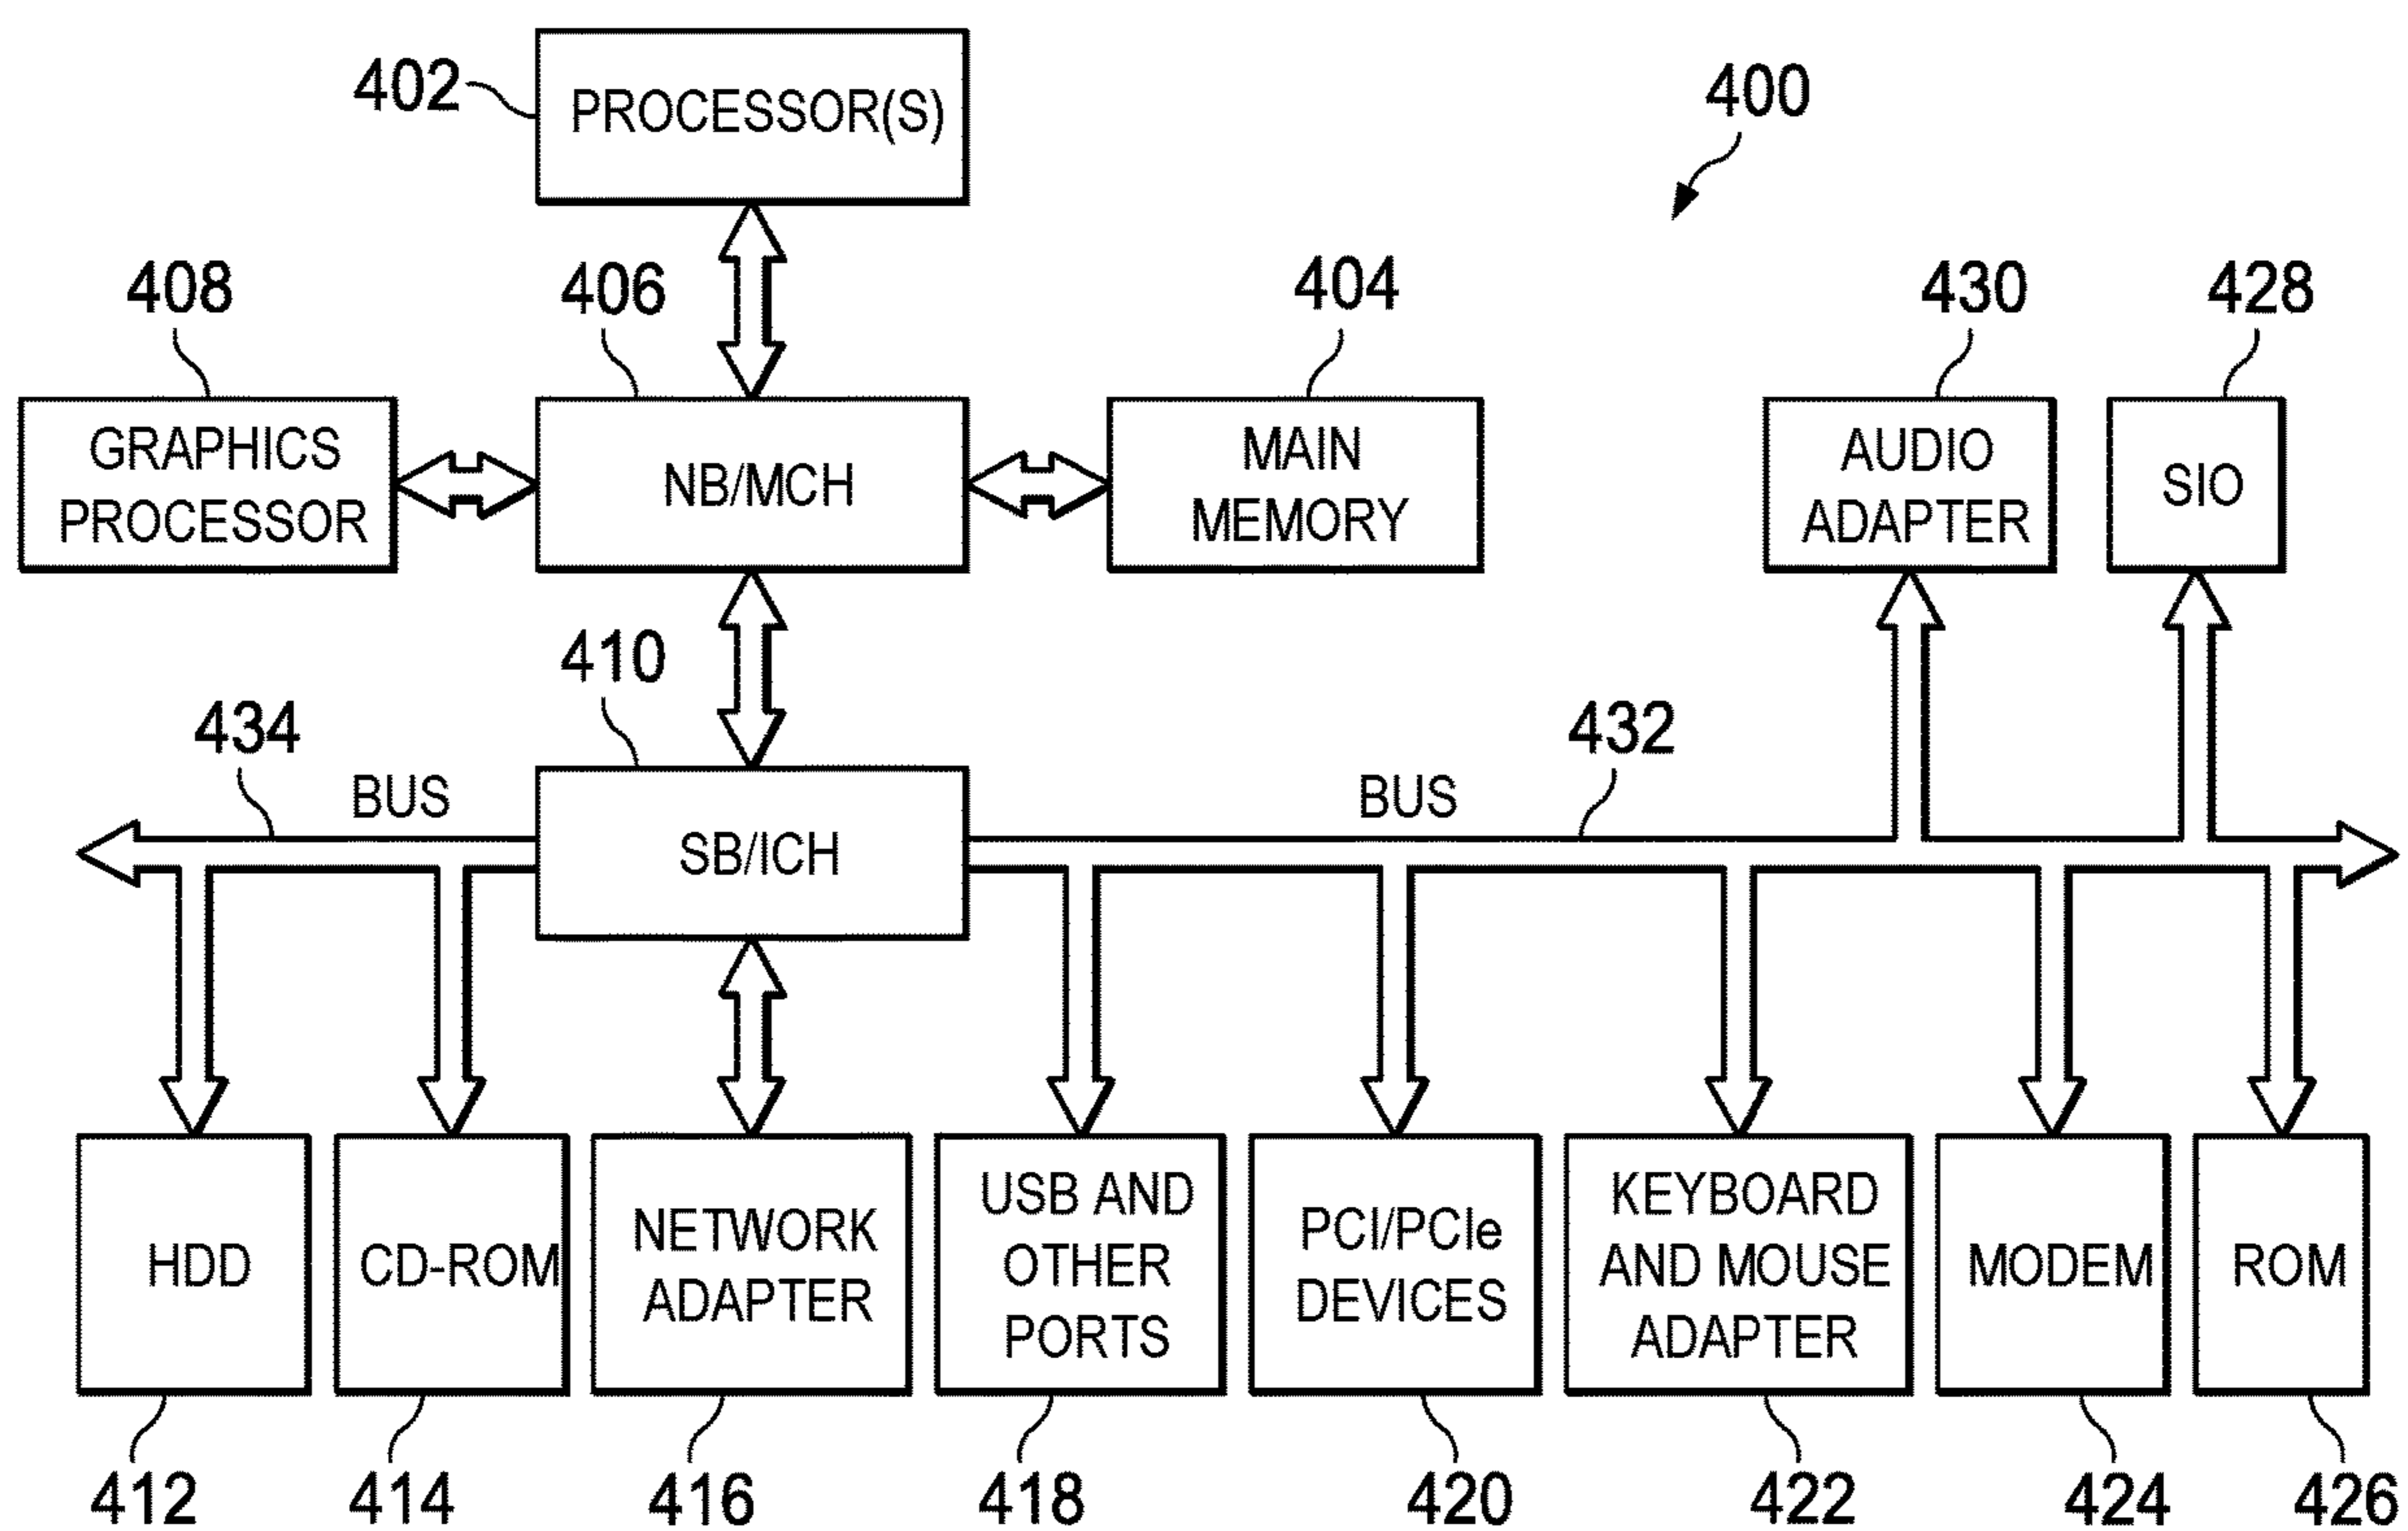 402
PROCESSOR(S)
400
408
406
404
430
428
GRAPHICS
PROCESSOR
NB/MCH
MAIN
MEMORY
AUDIO
ADAPTER
SIO
410
434
BUS
432
BUS
SB/ICH
HDD
CD-ROM
NETWORK
ADAPTER
USB AND
OTHER
PORTS
PCI/PCIe
DEVICES
KEYBOARD
AND MOUSE
ADAPTER
MODEM
ROM
412
414
416
418
420
422
424
426